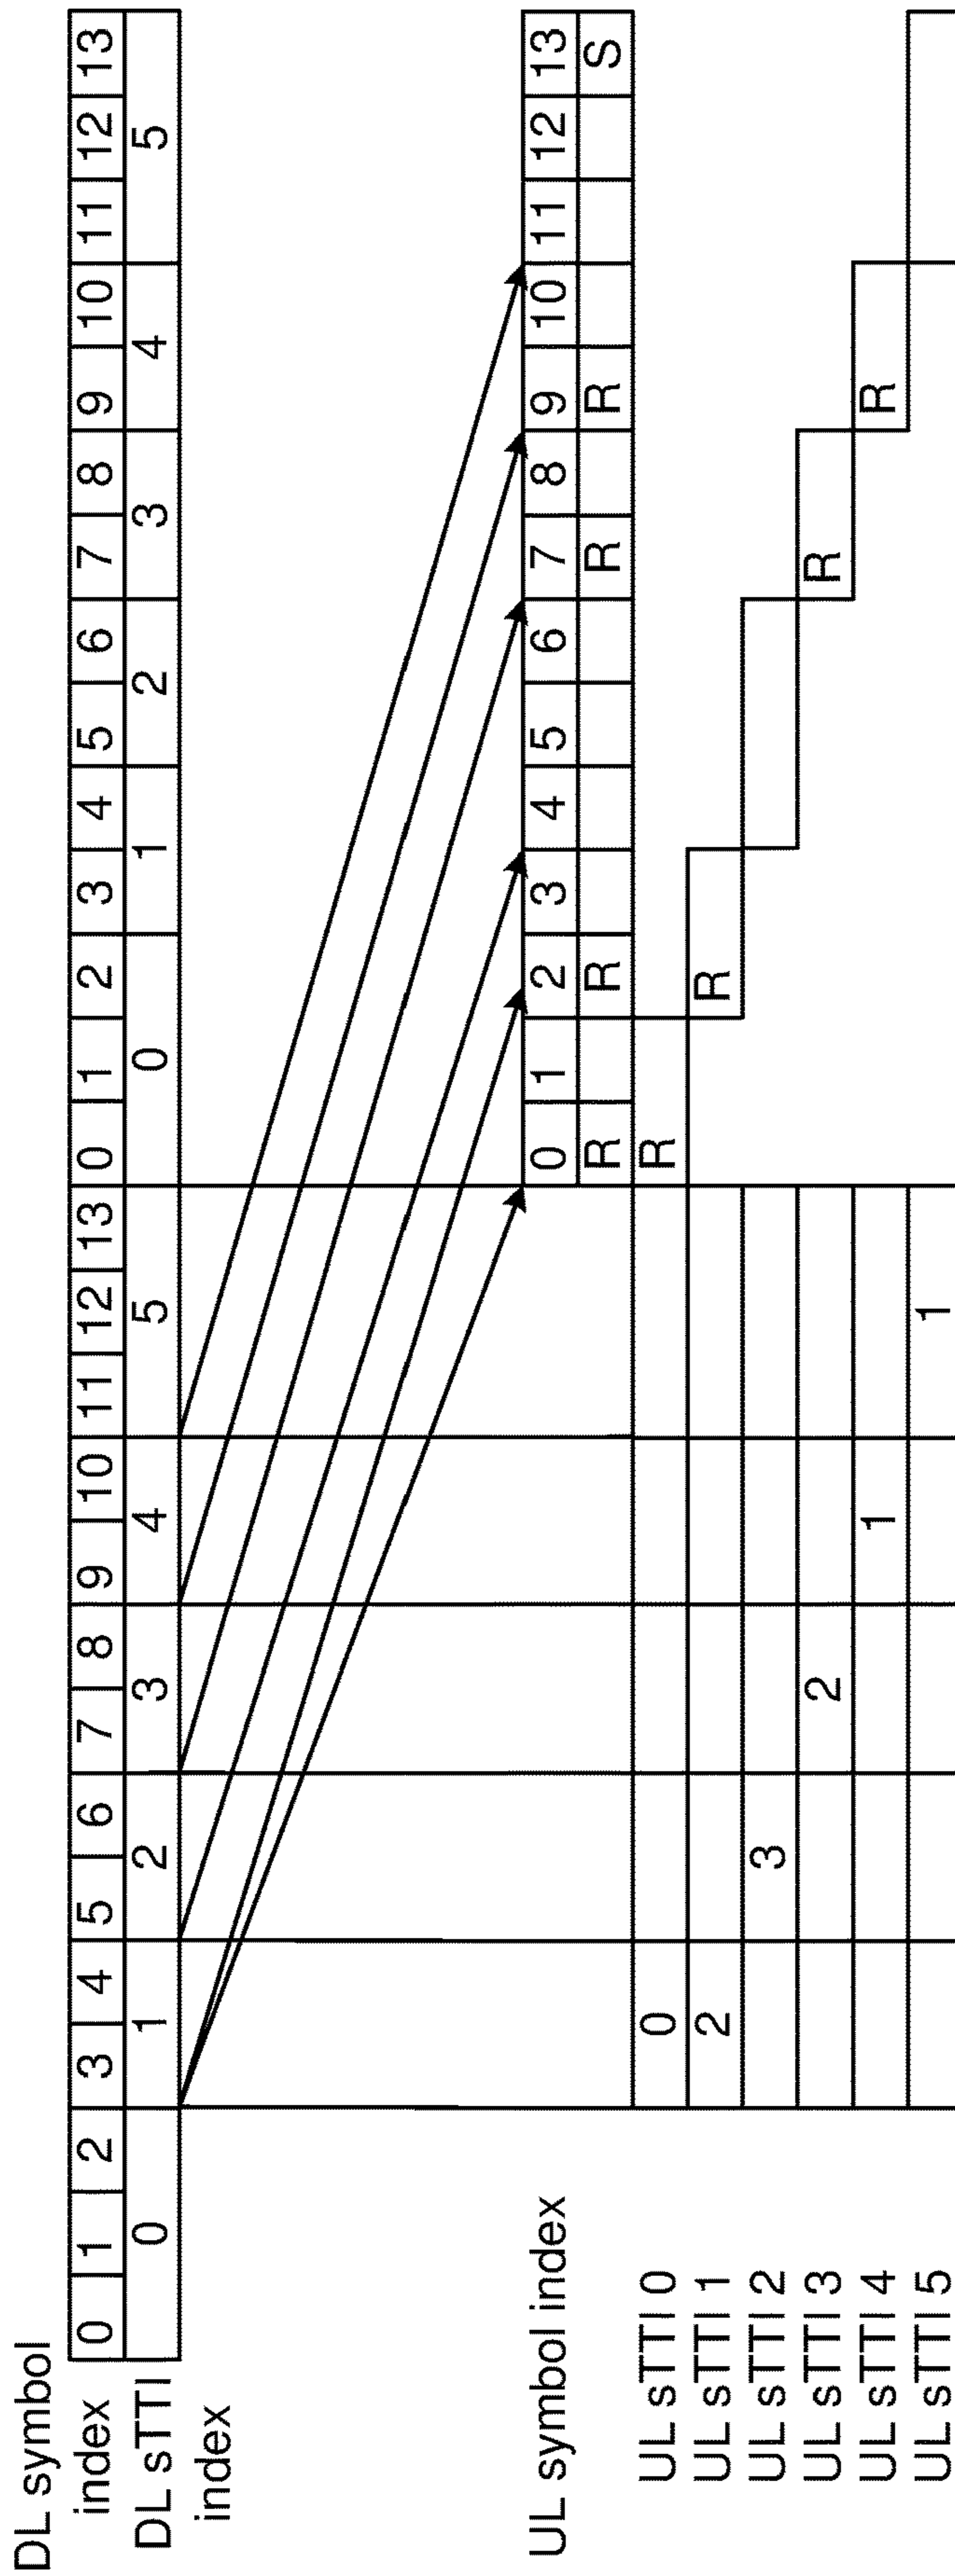 DL symbol
index 0 1 2 3 4 5 6 7 8 9 10 11 12 13 0 1 2 3 4 5 6 7 8 9 10 11 12 13
DL sTTI
index 0 1 2 3 4 5 0 1 2 3 4 5
UL symbol index 0 1 2 3 4 5 6 7 8 9 10 11 12 13
R R R R S
UL sTTI 0 0 R
UL sTTI 1 2 R
UL sTTI 2 3
UL sTTI 3 2 R
UL sTTI 4 1 R
UL sTTI 5 1